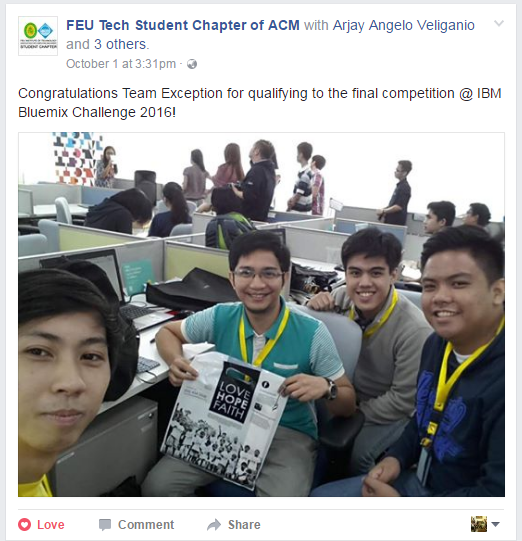 FEU Tech Student Chapter of ACM with Arjay Angelo Veliganio
and 3 others.
October 1 at 3:31pm ·
Congratulations Team Exception for qualifying to the final competition @ IBM
Bluemix Challenge 2016!
LOVE
HOPE
FAITH
Love Comment Share